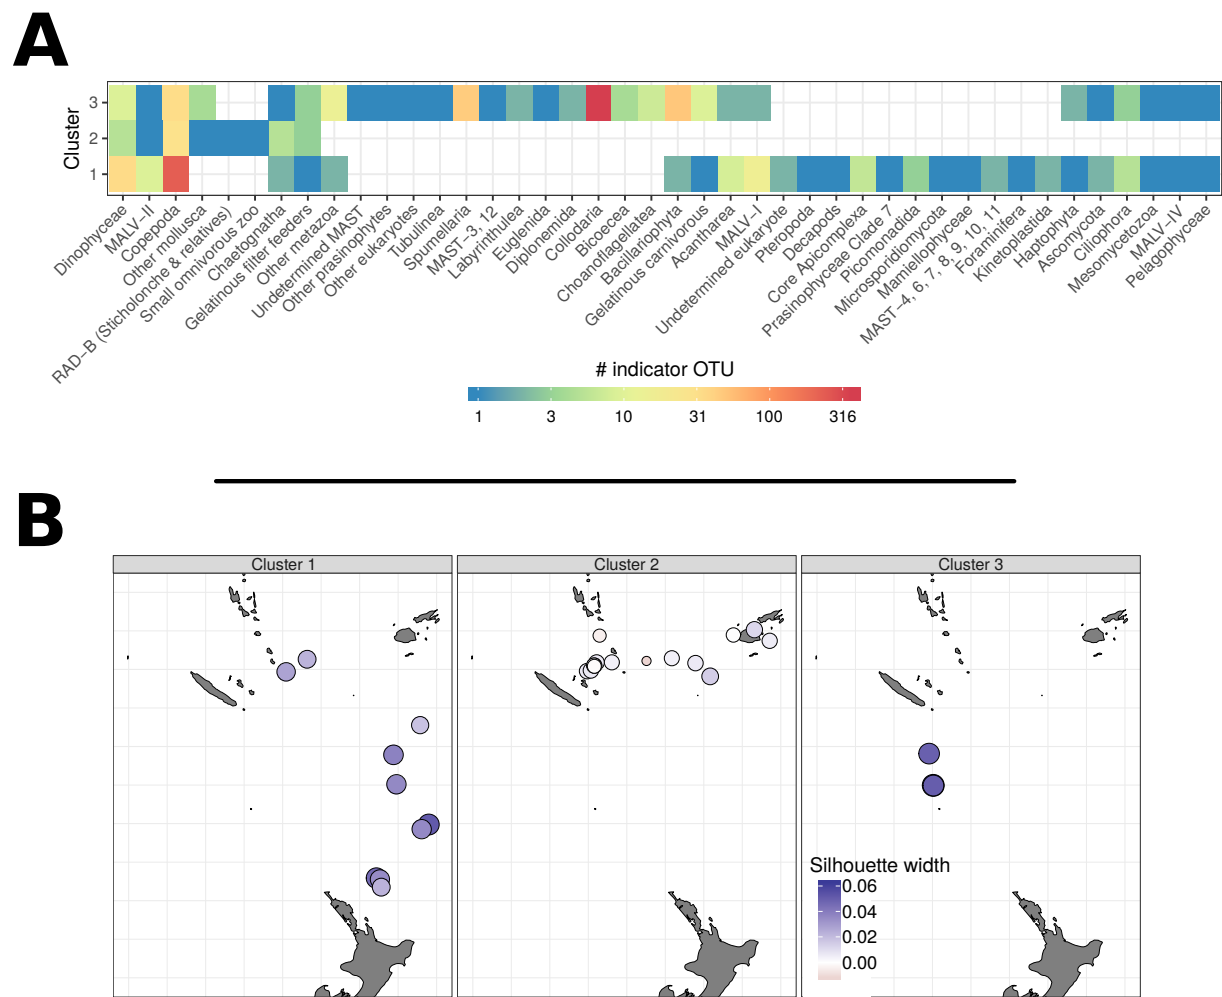 A
Cluster
3
2
1
Dinophyceae
MALV−II
Copepoda
Other mollusca
RAD−B (Sticholonche & relatives)
Small omnivorous zoo
Chaetognatha
Gelatinous filter feeders
Other metazoa
Undetermined MAST
Other prasinophytes
Other eukaryotes
Tubulinea
Spumellaria
MAST−3, 12
Labyrinthulea
Euglenida
Diplonemida
Collodaria
Bicoecea
Choanoflagellatea
Bacillariophyta
Gelatinous carnivorous
Acantharea
MALV−I
Undetermined eukaryote
Pteropoda
Decapods
Core Apicomplexa
Prasinophyceae Clade 7
Picomonadida
Microsporidiomycota
Mamiellophyceae
MAST−4, 6, 7, 8, 9, 10, 11
Foraminifera
Kinetoplastida
Haptophyta
Ascomycota
Ciliophora
Mesomycetozoa
MALV−IV
Pelagophyceae
# indicator OTU
1 3 10 31 100 316
B
Cluster 1 Cluster 2 Cluster 3
Silhouette width
0.06
0.04
0.02
0.00